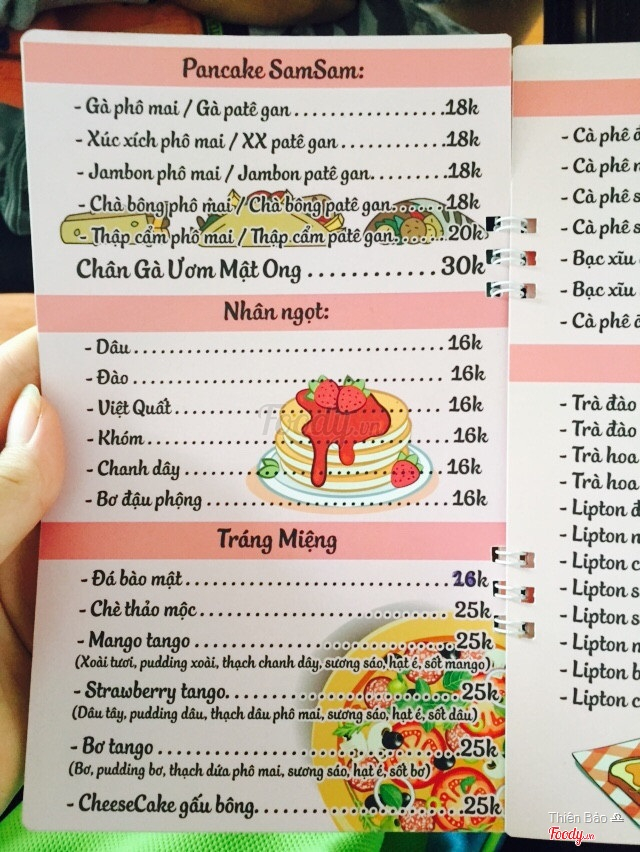 Pancake SamSam:
- Gà phô mai / Gà patê gan ..................18k
- Xúc xích phô mai / XX patê gan .............18k
- Jambon phô mai / Jambon patê gan.........18k
- Chà bông phô mai / Chà bông patê gan......18k
- Thập cẩm phô mai / Thập cẩm patê gan......20k
Chân Gà Ươm Mật Ong ............ 30k
Nhân ngọt:
- Dâu ........................................ 16k
- Đào ........................................ 16k
- Việt Quất .................................. 16k
- Khóm ....................................... 16k
- Chanh dây .................................. 16k
- Bơ đậu phộng ............................... 16k
Tráng Miệng
- Đá bào mật ................................. 16k
- Chè thảo mộc ............................... 25k
- Mango tango ................................ 25k
(Xoài tươi, pudding xoài, thạch chanh dây, sương sáo, hạt é, sốt mango)
- Strawberry tango............................ 25k
(Dâu tây, pudding dâu, thạch dâu phô mai, sương sáo, hạt é, sốt dâu)
- Bơ tango ................................... 25k
(Bơ, pudding bơ, thạch dừa phô mai, sương sáo, hạt é, sốt bơ)
- CheeseCake gấu bông......................... 25k
- Cà phê
- Cà phê
- Cà phê
- Cà phê
- Bạc xĩu
- Bạc xĩu
- Cà phê
- Trà đào
- Trà đào
- Trà hoa
- Trà hoa
- Lipton
- Lipton
- Lipton
- Lipton
- Lipton
- Lipton
- Lipton
- Lipton
Foody.vn
Thiên Bảo
Foody.vn